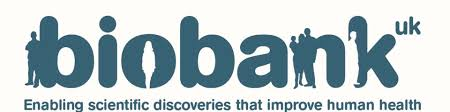 biobank uk
Enabling scientific discoveries that improve human health